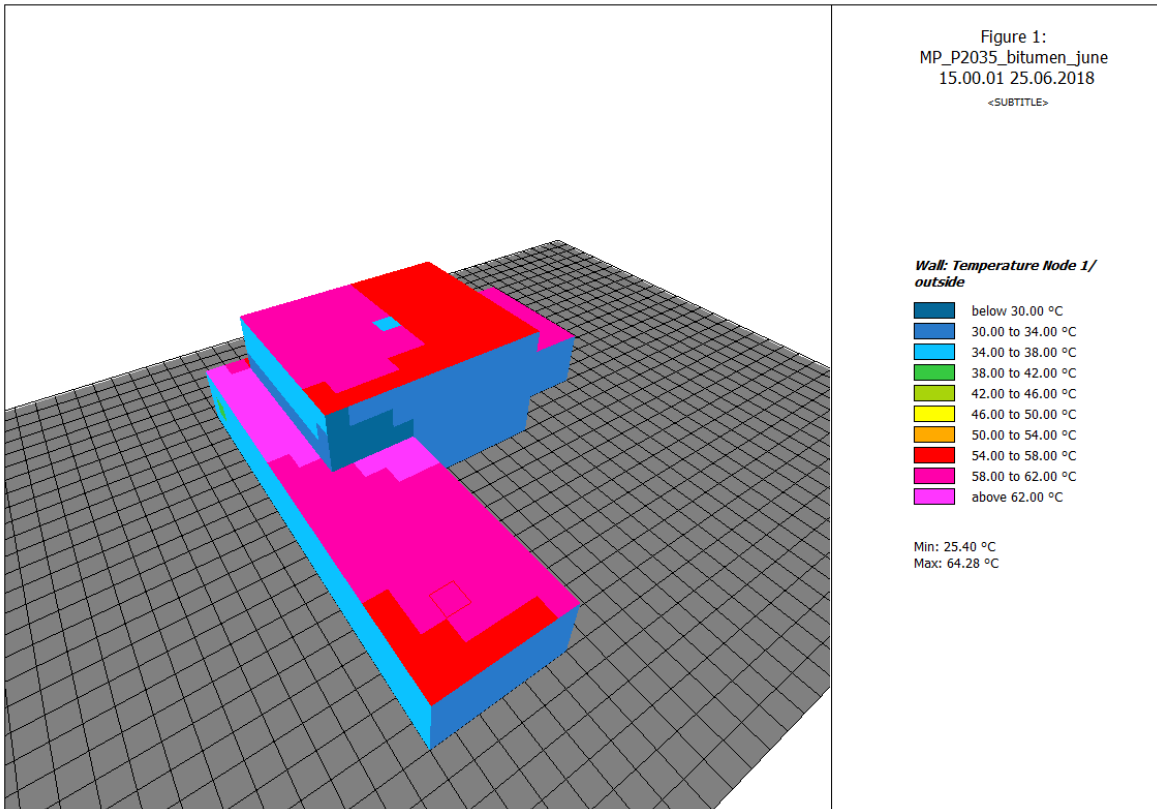 Figure 1:
MP_P2035_bitumen_june
15.00.01 25.06.2018
<SUBTITLE>
Wall: Temperature Node 1/
outside
below 30.00 °C
30.00 to 34.00 °C
34.00 to 38.00 °C
38.00 to 42.00 °C
42.00 to 46.00 °C
46.00 to 50.00 °C
50.00 to 54.00 °C
54.00 to 58.00 °C
58.00 to 62.00 °C
above 62.00 °C
Min: 25.40 °C
Max: 64.28 °C